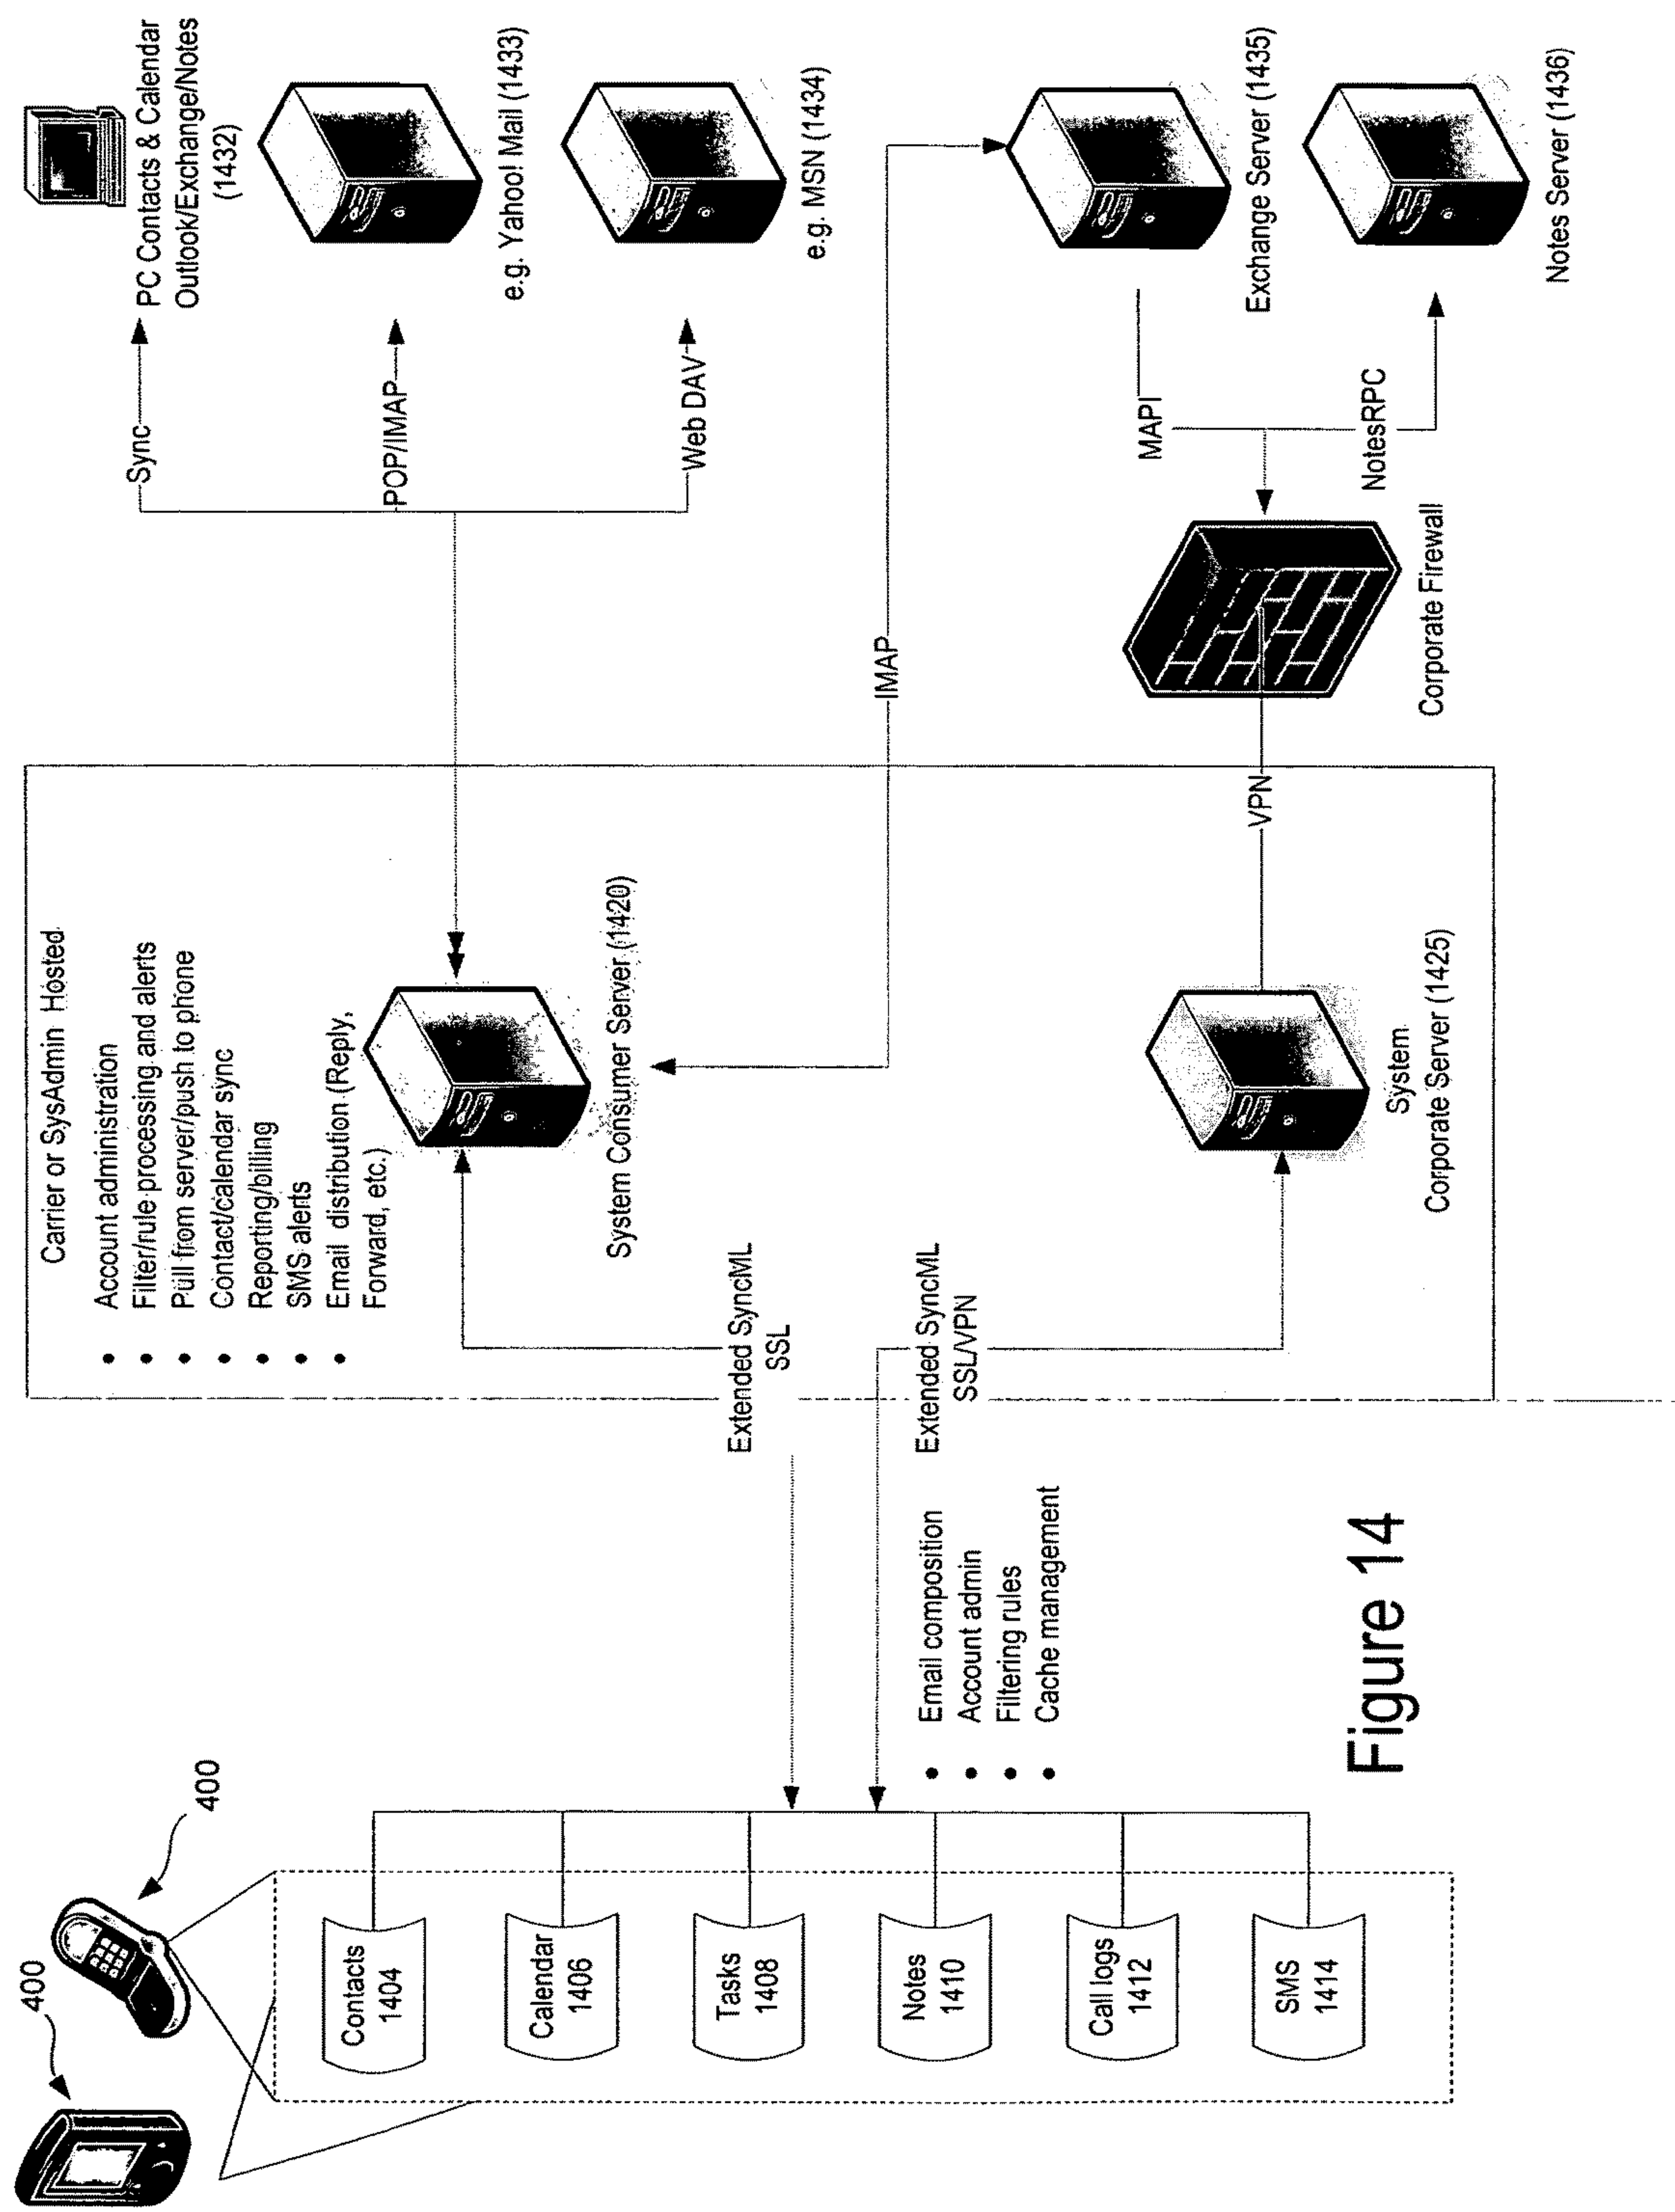 400
400
Contacts
1404
Calendar
1406
Tasks
1408
Notes
1410
Call logs
1412
SMS
1414
• Email composition
• Account admin
• Filtering rules
• Cache management
Figure 14
Carrier or SysAdmin Hosted
• Account administration
• Filter/rule processing and alerts
• Pull from server/push to phone
• Contact/calendar sync
• Reporting/billing
• SMS alerts
• Email distribution (Reply,
Forward, etc.)
System Consumer Server (1420)
Extended SyncML
SSL
Extended SyncML
SSL/VPN
System
Corporate Server (1425)
VPN
IMAP
Corporate Firewall
Sync
POP/IMAP
Web DAV
MAPI
NotesRPC
PC Contacts & Calendar
Outlook/Exchange/Notes
(1432)
e.g. Yahoo! Mail (1433)
e.g. MSN (1434)
Exchange Server (1435)
Notes Server (1436)